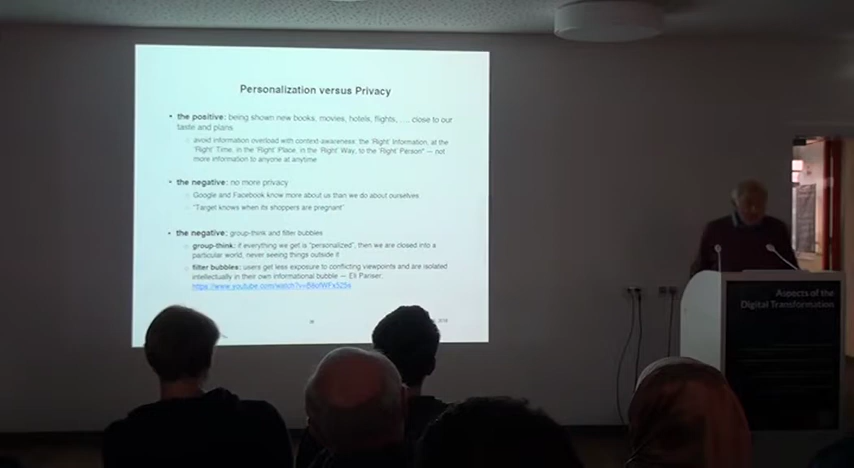 Personalization versus Privacy
• the positive: being shown new books, movies, hotels, flights, .... close to our
taste and plans
avoid information overload with context-awareness: the 'Right' Information, at the
'Right' Time, in the 'Right' Place, in the 'Right' Way, to the 'Right' Person" — not
more information to anyone at anytime
• the negative: no more privacy
Google and Facebook know more about us than we do about ourselves
"Target knows when its shoppers are pregnant"
• the negative: group-think and filter bubbles
group-think: if everything we get is "personalized", then we are closed into a
particular world, never seeing things outside it
filter bubbles: users get less exposure to conflicting viewpoints and are isolated
intellectually in their own informational bubble — Eli Pariser,
Aspects of the
Digital Transformation